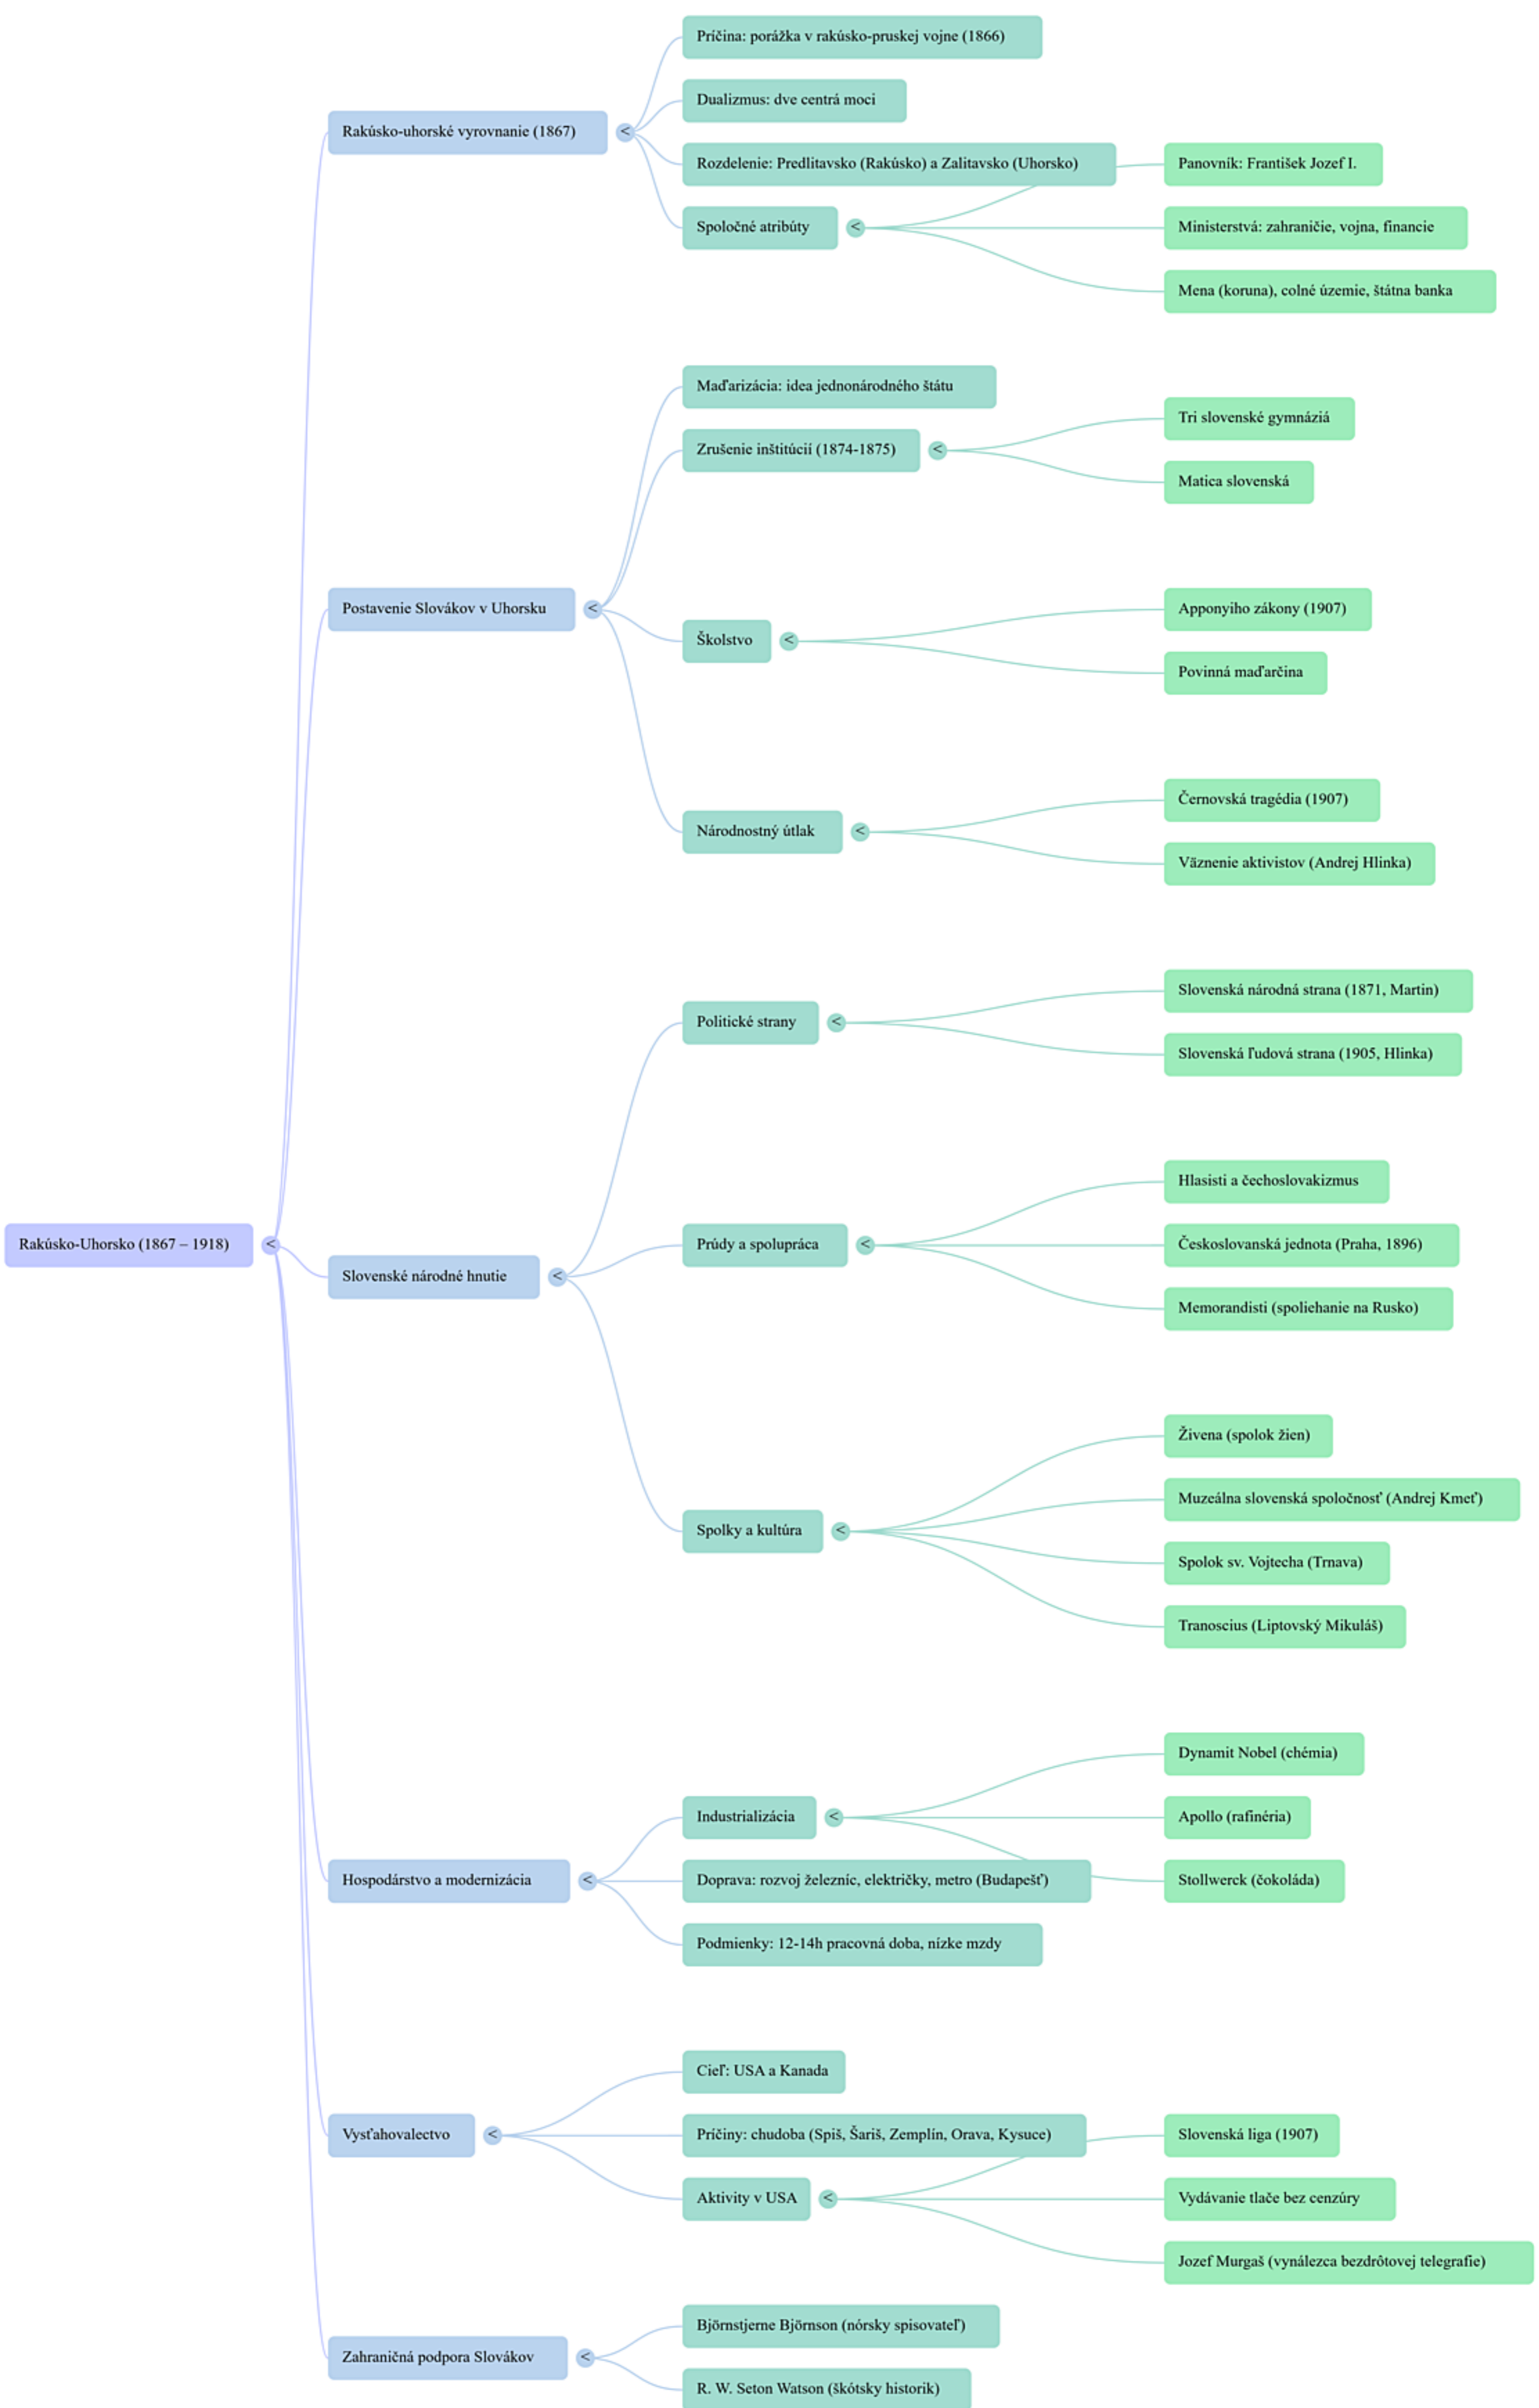 Rakúsko-Uhorsko (1867 – 1918)
Rakúsko-uhorské vyrovnanie (1867)
Príčina: porážka v rakúsko-pruskej vojne (1866)
Dualizmus: dve centrá moci
Rozdelenie: Predlitavsko (Rakúsko) a Zalitavsko (Uhorsko)
Spoločné atribúty
Panovník: František Jozef I.
Ministerstvá: zahraničie, vojna, financie
Mena (koruna), colné územie, štátna banka
Postavenie Slovákov v Uhorsku
Maďarizácia: idea jednonárodného štátu
Zrušenie inštitúcií (1874-1875)
Tri slovenské gymnáziá
Matica slovenská
Školstvo
Apponyiho zákony (1907)
Povinná maďarčina
Národnostný útlak
Černovská tragédia (1907)
Väznenie aktivistov (Andrej Hlinka)
Slovenské národné hnutie
Politické strany
Slovenská národná strana (1871, Martin)
Slovenská ľudová strana (1905, Hlinka)
Prúdy a spolupráca
Hlasisti a čechoslovakizmus
Českoslovanská jednota (Praha, 1896)
Memorandisti (spoliehanie na Rusko)
Spolky a kultúra
Živena (spolok žien)
Muzeálna slovenská spoločnosť (Andrej Kmeť)
Spolok sv. Vojtecha (Trnava)
Tranoscius (Liptovský Mikuláš)
Hospodárstvo a modernizácia
Industrializácia
Dynamit Nobel (chémia)
Apollo (rafinéria)
Stollwerck (čokoláda)
Doprava: rozvoj železníc, električky, metro (Budapešť)
Podmienky: 12-14h pracovná doba, nízke mzdy
Vysťahovalectvo
Cieľ: USA a Kanada
Príčiny: chudoba (Spiš, Šariš, Zemplín, Orava, Kysuce)
Aktivity v USA
Slovenská liga (1907)
Vydávanie tlače bez cenzúry
Jozef Murgaš (vynálezca bezdrôtovej telegrafie)
Zahraničná podpora Slovákov
Björnstjerne Björnson (nórsky spisovateľ)
R. W. Seton Watson (škótsky historik)